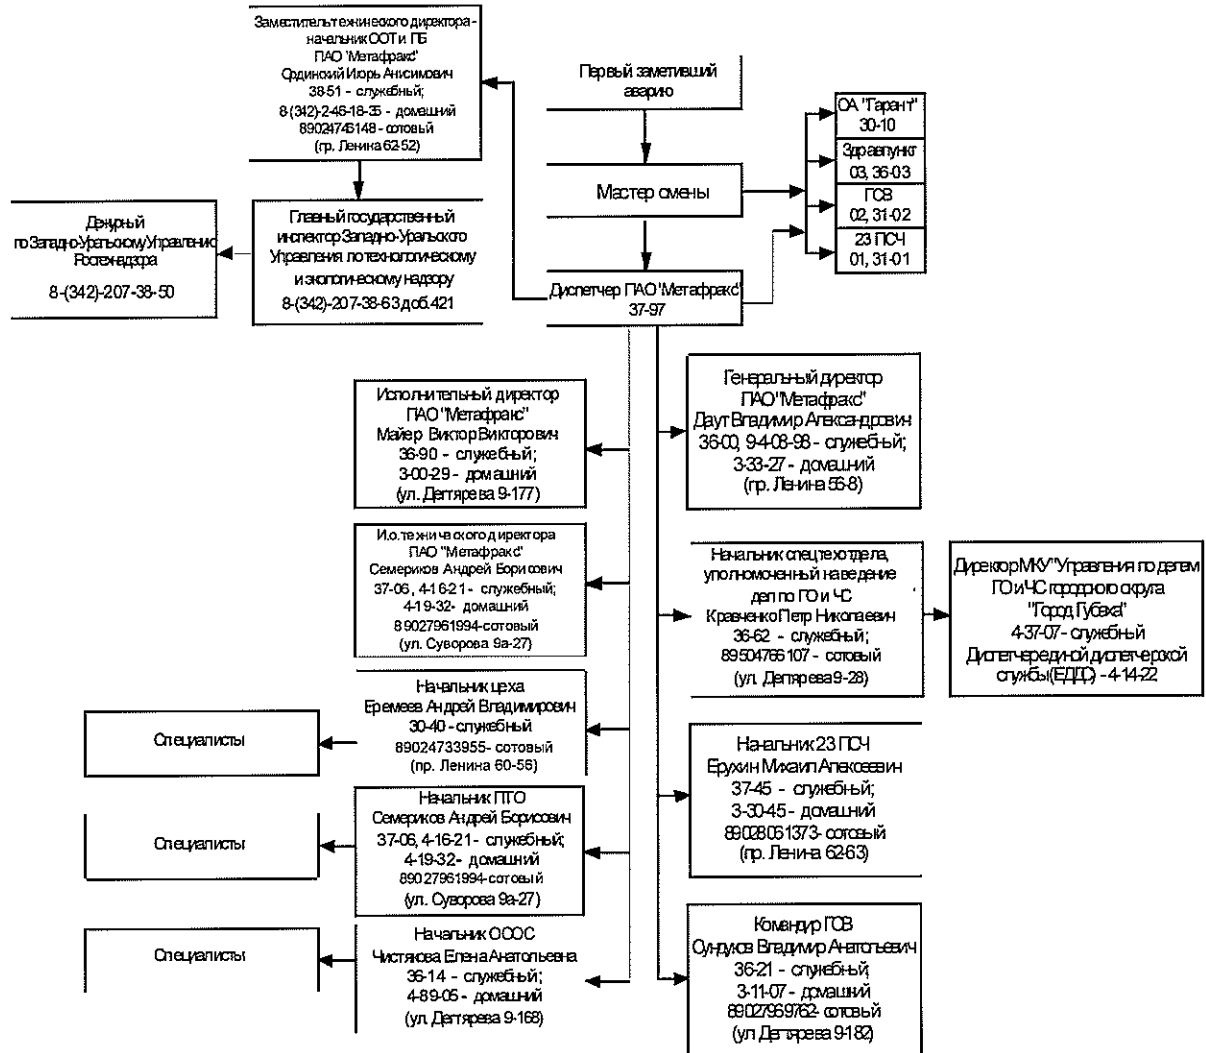 Заместитель технического директора-
начальник ООТ и ПБ
ПАО "Метафракс"
Ординский Игорь Анисимович
38-51 - служебный;
8-(342)-2-46-18-35 - домашний
89024746148 - сотовый
(пр. Ленина 62-52)
Первый заметивший
аварию
ОА "Гарант"
30-10
Здравпункт
03, 36-03
ГСВ
02, 31-02
23 ПСЧ
01, 31-01
Мастер смены
Дежурный
по Западно-Уральскому Управлению
Ростехнадзора
8-(342)-207-38-50
Главный государственный
инспектор Западно-Уральского
Управления по технологическому
и экологическому надзору
8-(342)-207-38-63 доб.421
Диспетчер ПАО "Метафракс"
37-97
Исполнительный директор
ПАО "Метафракс"
Майер Виктор Викторович
36-90 - служебный;
3-00-29 - домашний
(ул. Дегтярева 9-177)
Генеральный директор
ПАО "Метафракс"
Даут Владимир Александрович
36-00, 9-4-08-98 - служебный;
3-33-27 - домашний
(пр. Ленина 56-8)
И.о.технического директора
ПАО "Метафракс"
Семериков Андрей Борисович
37-06, 4-16-21 - служебный;
4-19-32- домашний
89027961994-сотовый
(ул. Суворова 9а-27)
Начальник спецтехотдела,
уполномоченный на ведение
дел по ГО и ЧС
Кравченко Петр Николаевич
36-62 - служебный;
89504766107 - сотовый
(ул. Дегтярева 9-28)
Директор МКУ "Управления по делам
ГО и ЧС городского округа
"Город Губаха"
4-37-07 - служебный
Диспетчер единой диспетчерской
службы (ЕДДС) - 4-14-22
Специалисты
Начальник цеха
Еремеев Андрей Владимирович
30-40 - служебный
89024733955- сотовый
(пр. Ленина 60-56)
Начальник 23 ПСЧ
Ерухин Михаил Алексеевич
37-45 - служебный;
3-30-45 - домашний
89028061373- сотовый
(пр. Ленина 62-63)
Специалисты
Начальник ПТО
Семериков Андрей Борисович
37-06, 4-16-21 - служебный;
4-19-32- домашний
89027961994-сотовый
(ул. Суворова 9а-27)
Специалисты
Начальник ОООС
Чистякова Елена Анатольевна
36-14 - служебный;
4-89-05 - домашний
(ул. Дегтярева 9-168)
Командир ГСВ
Сундуков Владимир Анатольевич
36-21 - служебный;
3-11-07 - домашний
89027969762- сотовый
(ул Дегтярева 9-182)